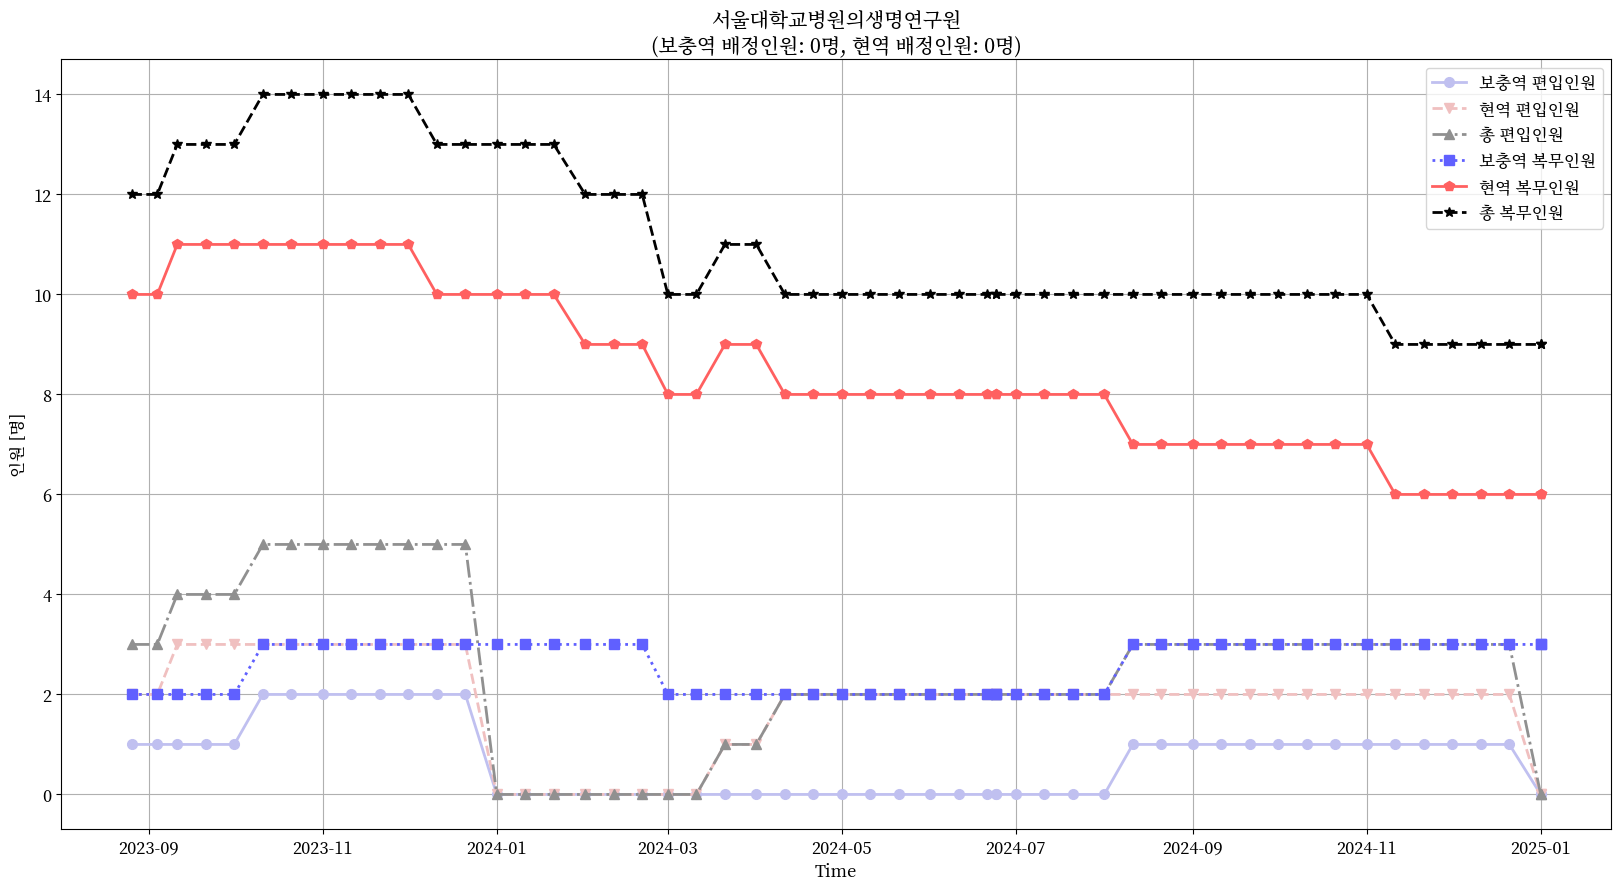 서울대학교병원의생명연구원
(보충역 배정인원: 0명, 현역 배정인원: 0명)
보충역 편입인원
현역 편입인원
총 편입인원
보충역 복무인원
현역 복무인원
총 복무인원
인원 [명]
14
12
10
8
6
4
2
0
2023-09
2023-11
2024-01
2024-03
2024-05
2024-07
2024-09
2024-11
2025-01
Time